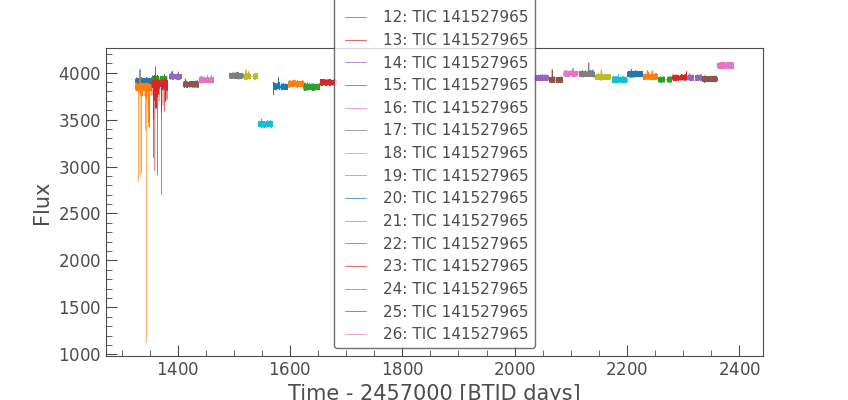 12: TIC 141527965
13: TIC 141527965
14: TIC 141527965
15: TIC 141527965
16: TIC 141527965
17: TIC 141527965
18: TIC 141527965
19: TIC 141527965
20: TIC 141527965
21: TIC 141527965
22: TIC 141527965
23: TIC 141527965
24: TIC 141527965
25: TIC 141527965
26: TIC 141527965
4000
3500
3000
2500
2000
1500
1000
Flux
1400 1600 1800 2000 2200 2400
Time - 2457000 [BTJD days]